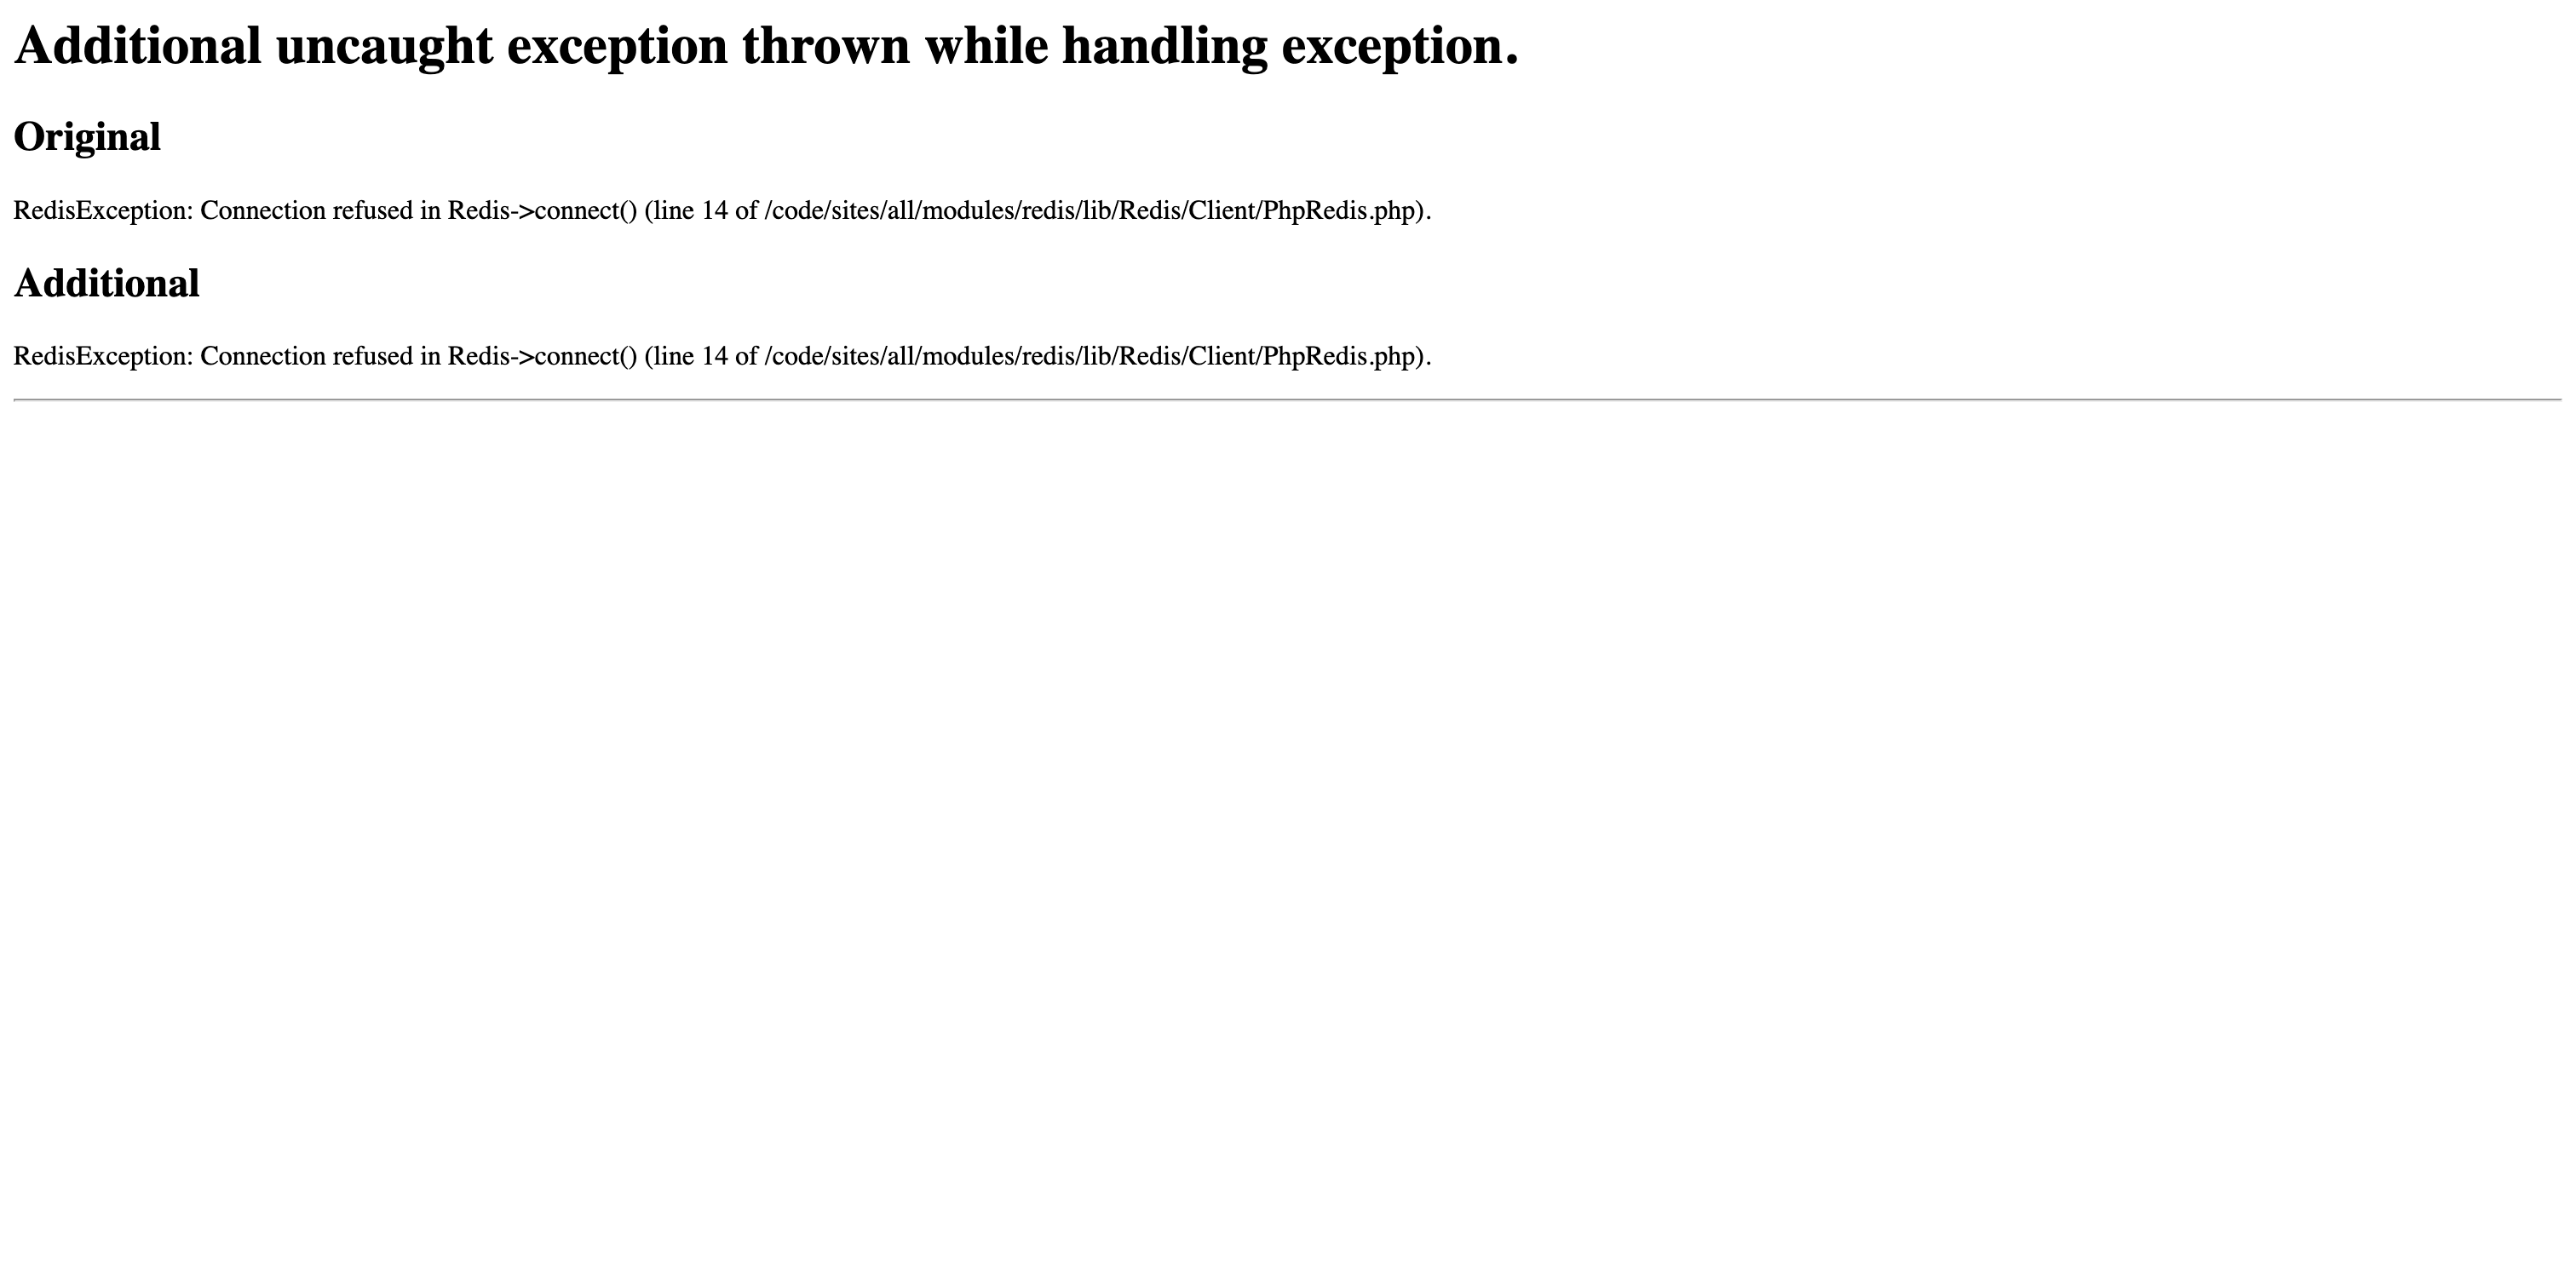 Additional uncaught exception thrown while handling exception.
Original
RedisException: Connection refused in Redis->connect() (line 14 of /code/sites/all/modules/redis/lib/Redis/Client/PhpRedis.php).
Additional
RedisException: Connection refused in Redis->connect() (line 14 of /code/sites/all/modules/redis/lib/Redis/Client/PhpRedis.php).